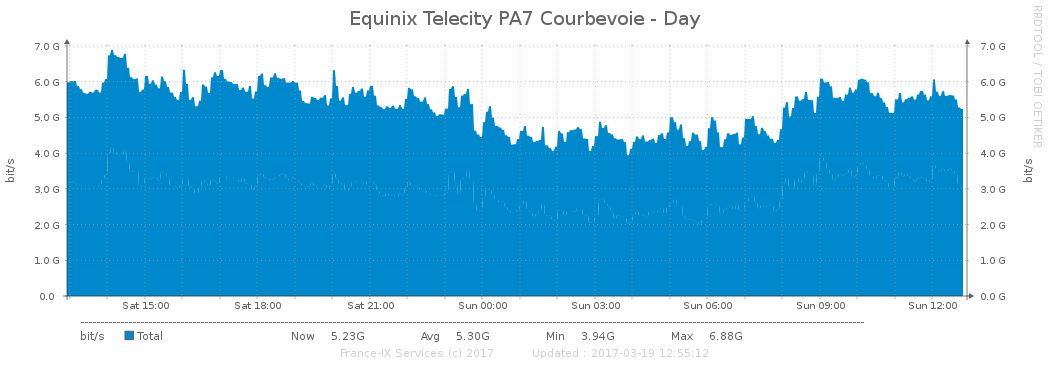 Equinix Telecity PA7 Courbevoie - Day
RRDTOOL / TOBI OETIKER
bit/s
7.0 G 7.0 G
6.0 G 6.0 G
5.0 G 5.0 G
4.0 G 4.0 G
3.0 G 3.0 G
2.0 G 2.0 G
1.0 G 1.0 G
0.0 0.0 G
bit/s
Sat 15:00 Sat 18:00 Sat 21:00 Sun 00:00 Sun 03:00 Sun 06:00 Sun 09:00 Sun 12:00
bit/s Total Now 5.23G Avg 5.30G Min 3.94G Max 6.88G
France-IX Services (c) 2017 Updated : 2017-03-19 12:55:12